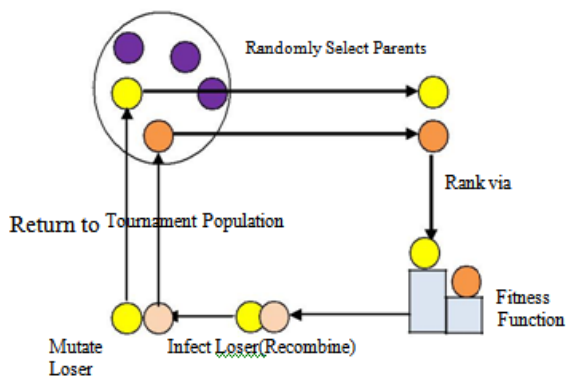 Randomly Select Parents
Rank via
Return to Tournament Population
Fitness
Function
Mutate
Loser
Infect Loser(Recombine)